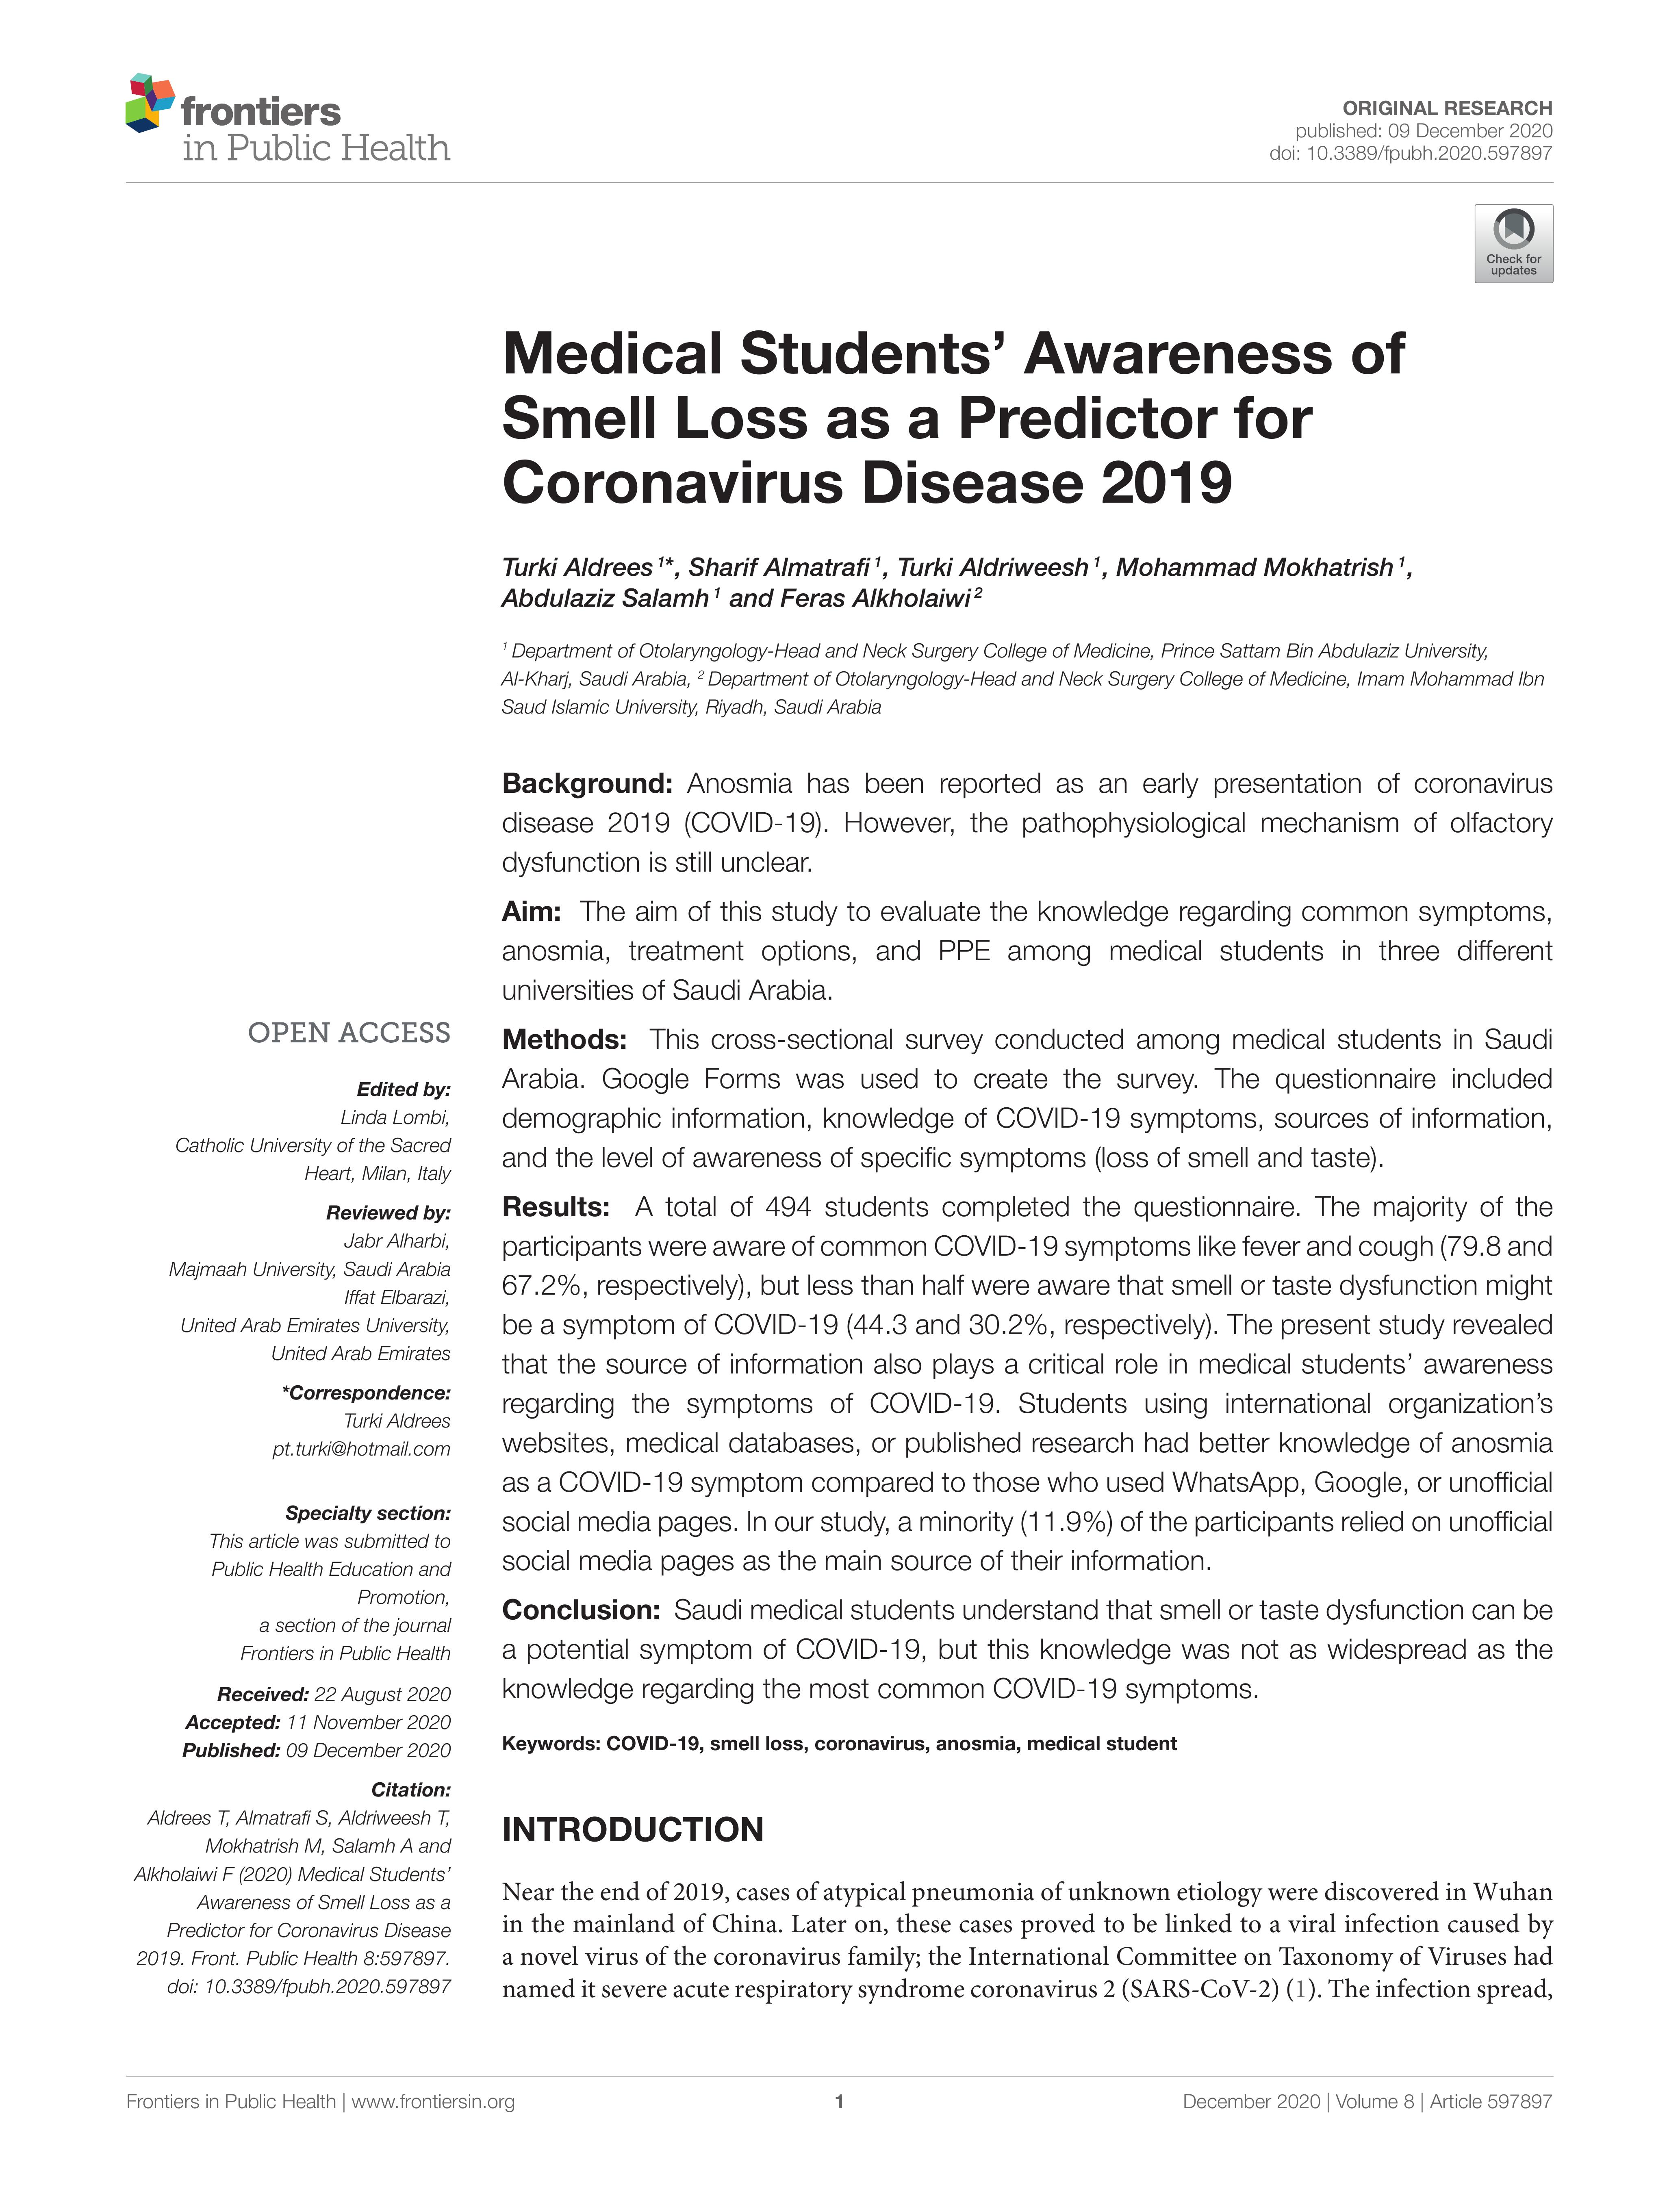 frontiers
in Public Health
ORIGINAL RESEARCH
published: 09 December 2020
doi: 10.3389/fpubh.2020.597897
Check for
updates
Medical Students’ Awareness of
Smell Loss as a Predictor for
Coronavirus Disease 2019
Turki Aldrees 1*, Sharif Almatrafi 1, Turki Aldriweesh 1, Mohammad Mokhatrish 1,
Abdulaziz Salamh 1 and Feras Alkholaiwi 2
1 Department of Otolaryngology-Head and Neck Surgery College of Medicine, Prince Sattam Bin Abdulaziz University,
Al-Kharj, Saudi Arabia, 2 Department of Otolaryngology-Head and Neck Surgery College of Medicine, Imam Mohammad Ibn
Saud Islamic University, Riyadh, Saudi Arabia
Background: Anosmia has been reported as an early presentation of coronavirus
disease 2019 (COVID-19). However, the pathophysiological mechanism of olfactory
dysfunction is still unclear.
Aim: The aim of this study to evaluate the knowledge regarding common symptoms,
anosmia, treatment options, and PPE among medical students in three different
universities of Saudi Arabia.
Methods: This cross-sectional survey conducted among medical students in Saudi
Arabia. Google Forms was used to create the survey. The questionnaire included
demographic information, knowledge of COVID-19 symptoms, sources of information,
and the level of awareness of specific symptoms (loss of smell and taste).
Results: A total of 494 students completed the questionnaire. The majority of the
participants were aware of common COVID-19 symptoms like fever and cough (79.8 and
67.2%, respectively), but less than half were aware that smell or taste dysfunction might
be a symptom of COVID-19 (44.3 and 30.2%, respectively). The present study revealed
that the source of information also plays a critical role in medical students’ awareness
regarding the symptoms of COVID-19. Students using international organization’s
websites, medical databases, or published research had better knowledge of anosmia
as a COVID-19 symptom compared to those who used WhatsApp, Google, or unofficial
social media pages. In our study, a minority (11.9%) of the participants relied on unofficial
social media pages as the main source of their information.
Conclusion: Saudi medical students understand that smell or taste dysfunction can be
a potential symptom of COVID-19, but this knowledge was not as widespread as the
knowledge regarding the most common COVID-19 symptoms.
Keywords: COVID-19, smell loss, coronavirus, anosmia, medical student
OPEN ACCESS
Edited by:
Linda Lombi,
Catholic University of the Sacred
Heart, Milan, Italy
Reviewed by:
Jabr Alharbi,
Majmaah University, Saudi Arabia
Iffat Elbarazi,
United Arab Emirates University,
United Arab Emirates
*Correspondence:
Turki Aldrees
pt.turki@hotmail.com
Specialty section:
This article was submitted to
Public Health Education and
Promotion,
a section of the journal
Frontiers in Public Health
Received: 22 August 2020
Accepted: 11 November 2020
Published: 09 December 2020
Citation:
Aldrees T, Almatrafi S, Aldriweesh T,
Mokhatrish M, Salamh A and
Alkholaiwi F (2020) Medical Students’
Awareness of Smell Loss as a
Predictor for Coronavirus Disease
2019. Front. Public Health 8:597897.
doi: 10.3389/fpubh.2020.597897
INTRODUCTION
Near the end of 2019, cases of atypical pneumonia of unknown etiology were discovered in Wuhan
in the mainland of China. Later on, these cases proved to be linked to a viral infection caused by
a novel virus of the coronavirus family; the International Committee on Taxonomy of Viruses had
named it severe acute respiratory syndrome coronavirus 2 (SARS-CoV-2) (1). The infection spread,
Frontiers in Public Health | www.frontiersin.org
1
December 2020 | Volume 8 | Article 597897